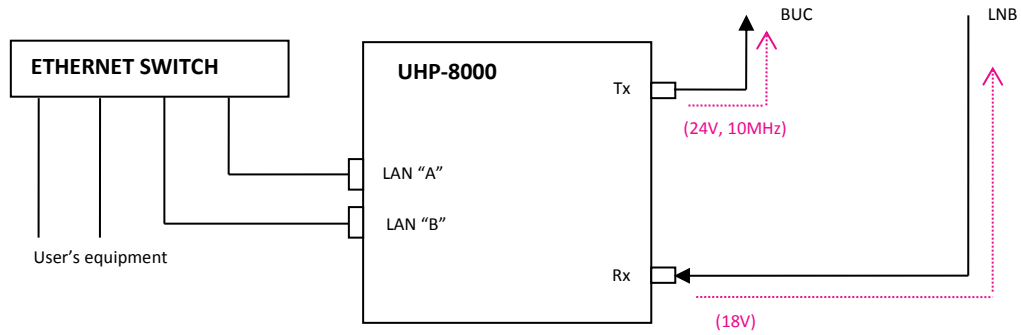 BUC
LNB
ETHERNET SWITCH
UHP-8000
Tx
(24V, 10MHz)
LAN “A”
LAN “B”
User’s equipment
Rx
(18V)